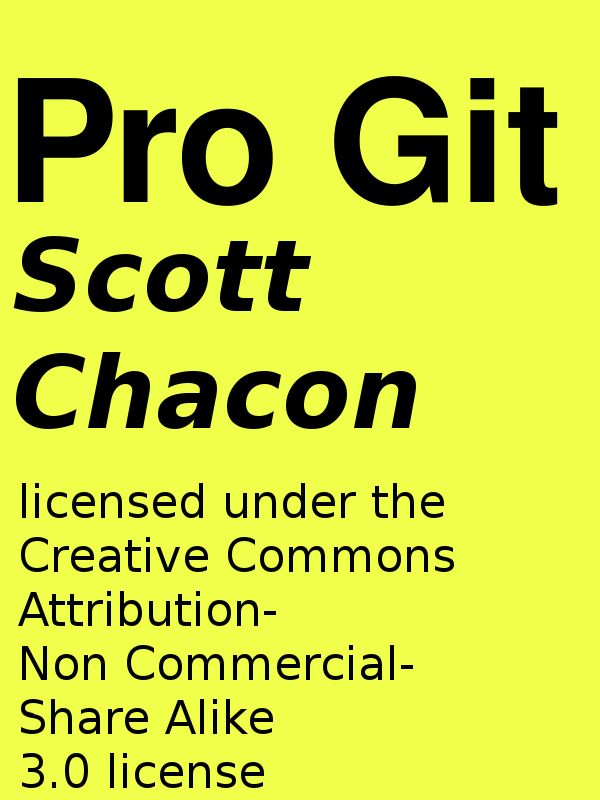 Pro Git
Scott
Chacon
licensed under the
Creative Commons
Attribution-
Non Commercial-
Share Alike
3.0 license